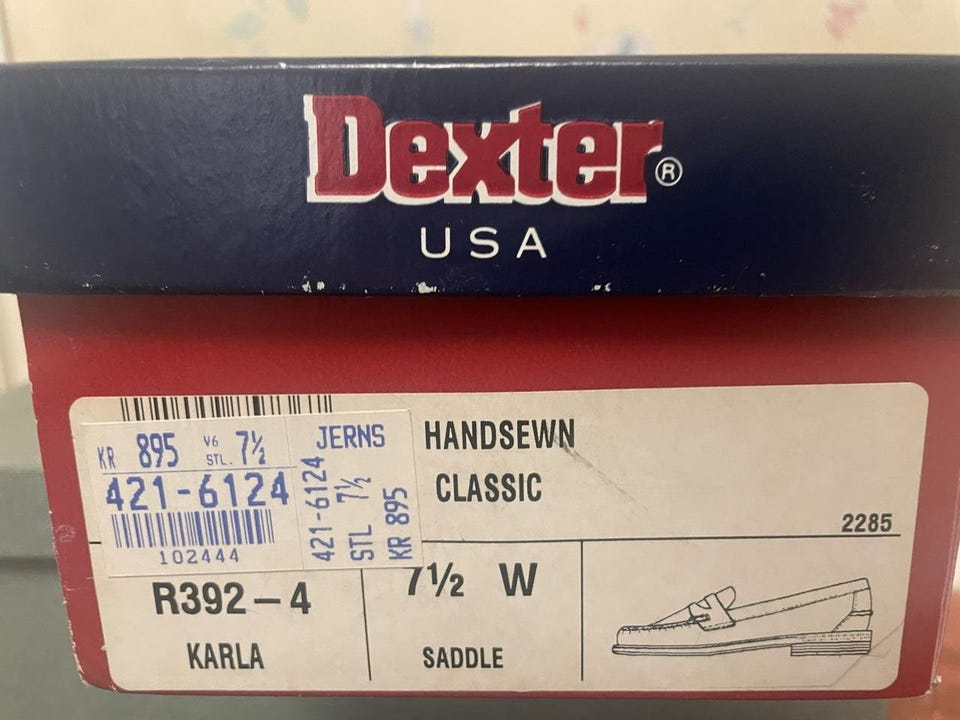 Dexter®
USA
KR 895 V6 STL. 7½
421-6124
102444
JERNS
421-6124
STL 7½
KR 895
HANDSEWN
CLASSIC
2285
R392-4
KARLA
7½ W
SADDLE